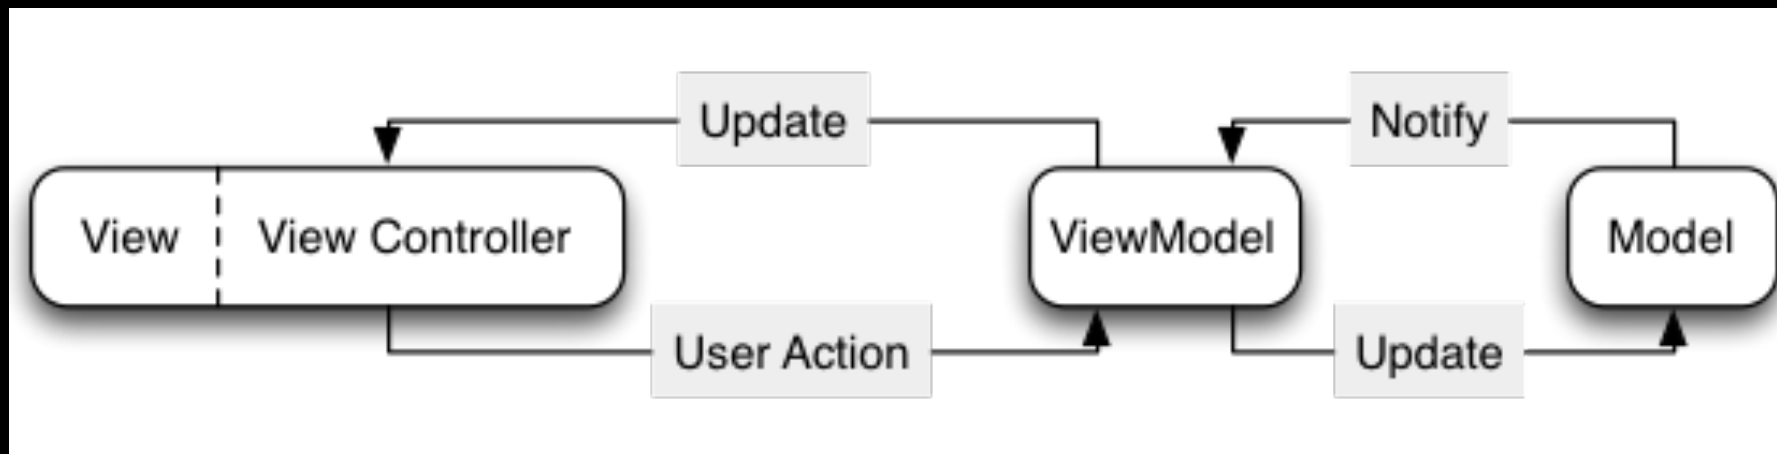 Update
Notify
View
View Controller
ViewModel
Model
User Action
Update